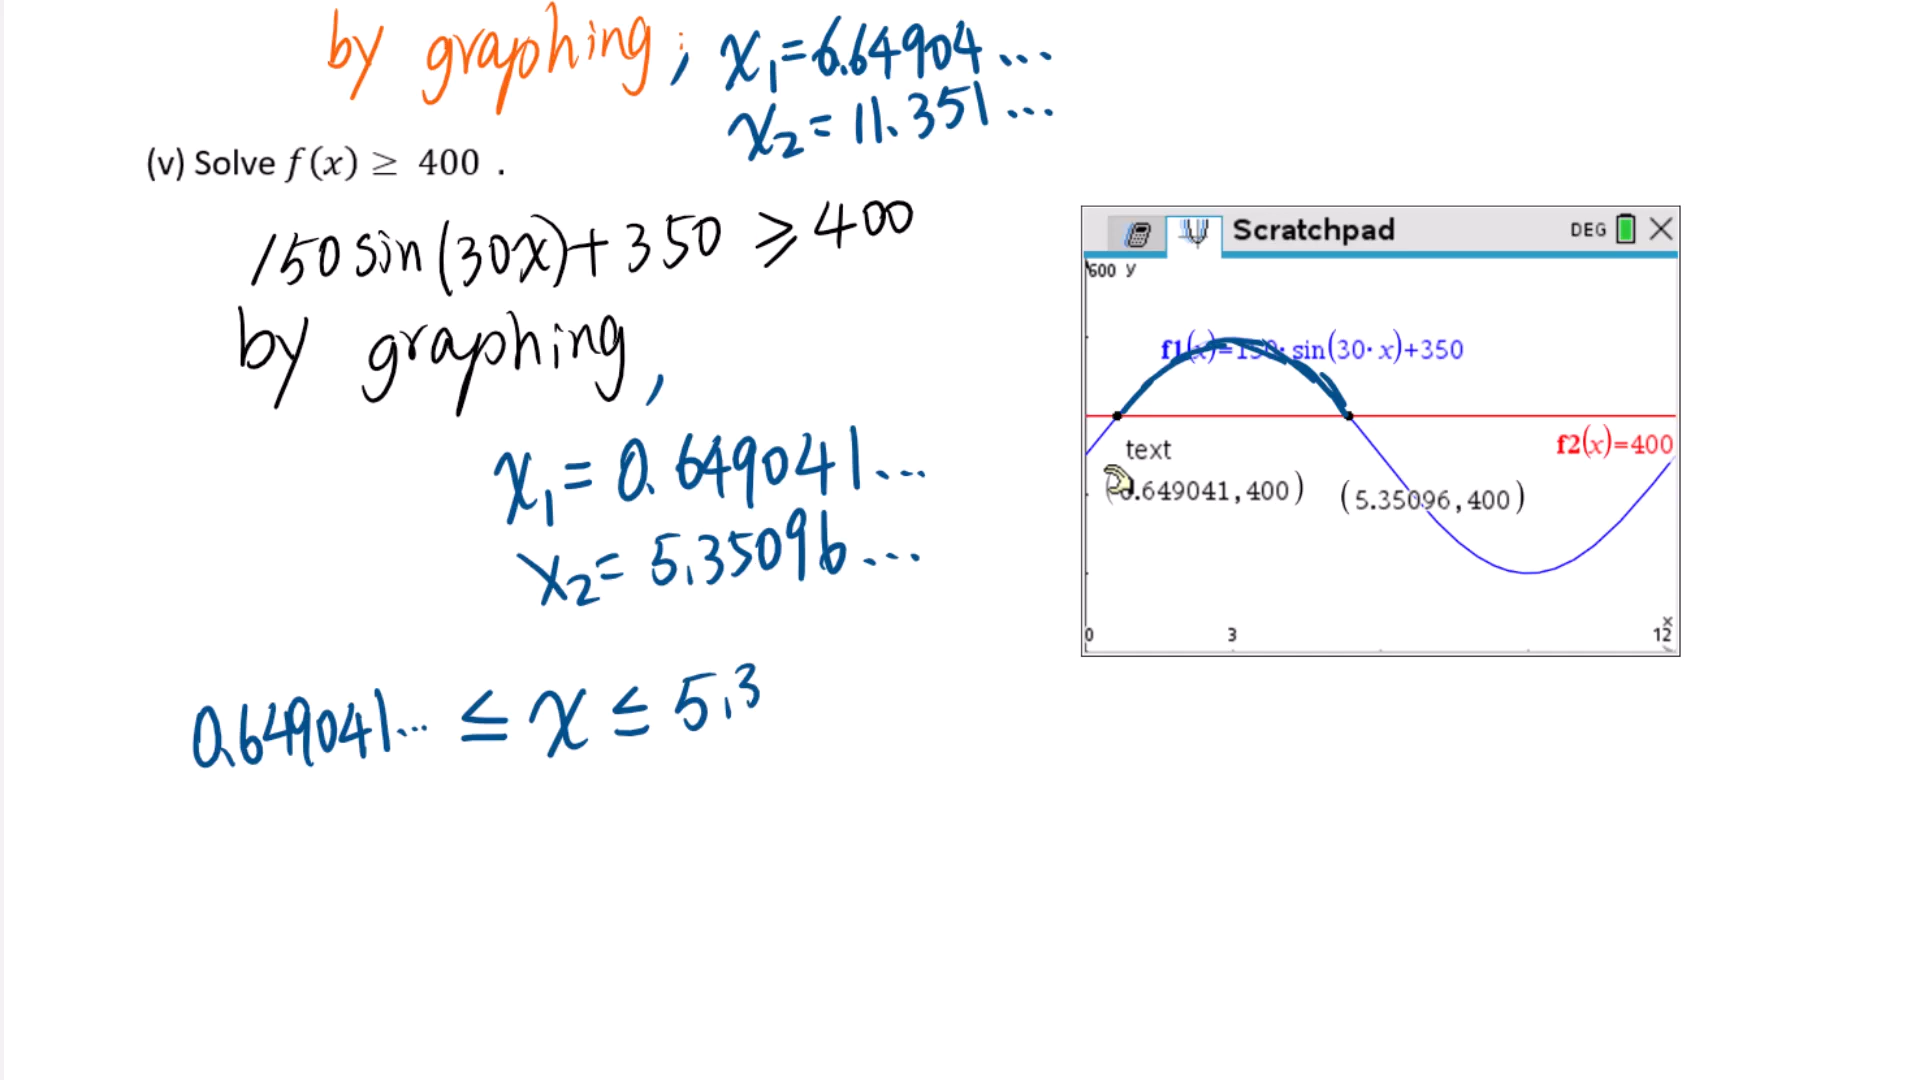 by graphing; x₁=6.64904...
x₂=11.351...
(v) Solve f(x) ≥ 400 .
150 sin(30x)+350 ≥ 400
by graphing,
x₁=0.649041...
x₂=5.35096...
0.649041... ≤ x ≤ 5.3
Scratchpad DEG
600 y
f1(x)=150·sin(30·x)+350
f2(x)=400
text
(0.649041,400) (5.35096,400)
x
0 3 12